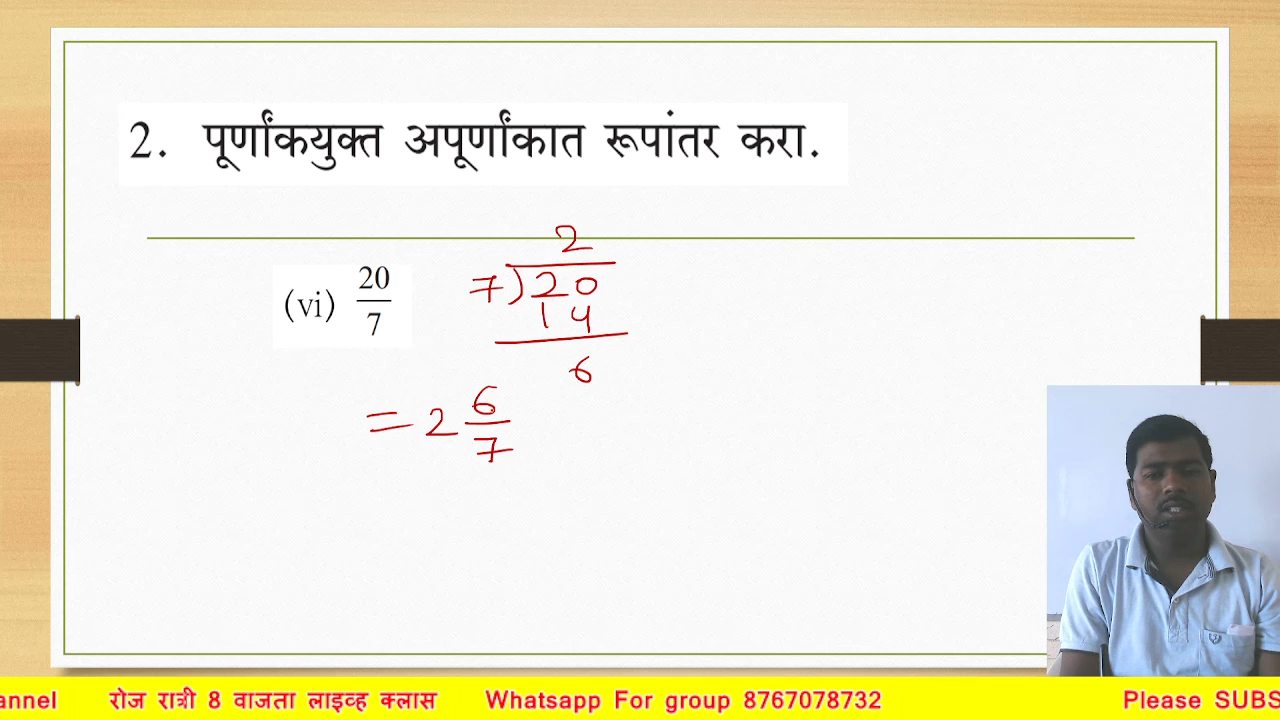 2. पूर्णांकयुक्त अपूर्णांकात रूपांतर करा.
(vi) 20/7
2
7)20
14
6
= 2 6/7
annel रोज रात्री 8 वाजता लाइव्ह क्लास Whatsapp For group 8767078732 Please SUBS